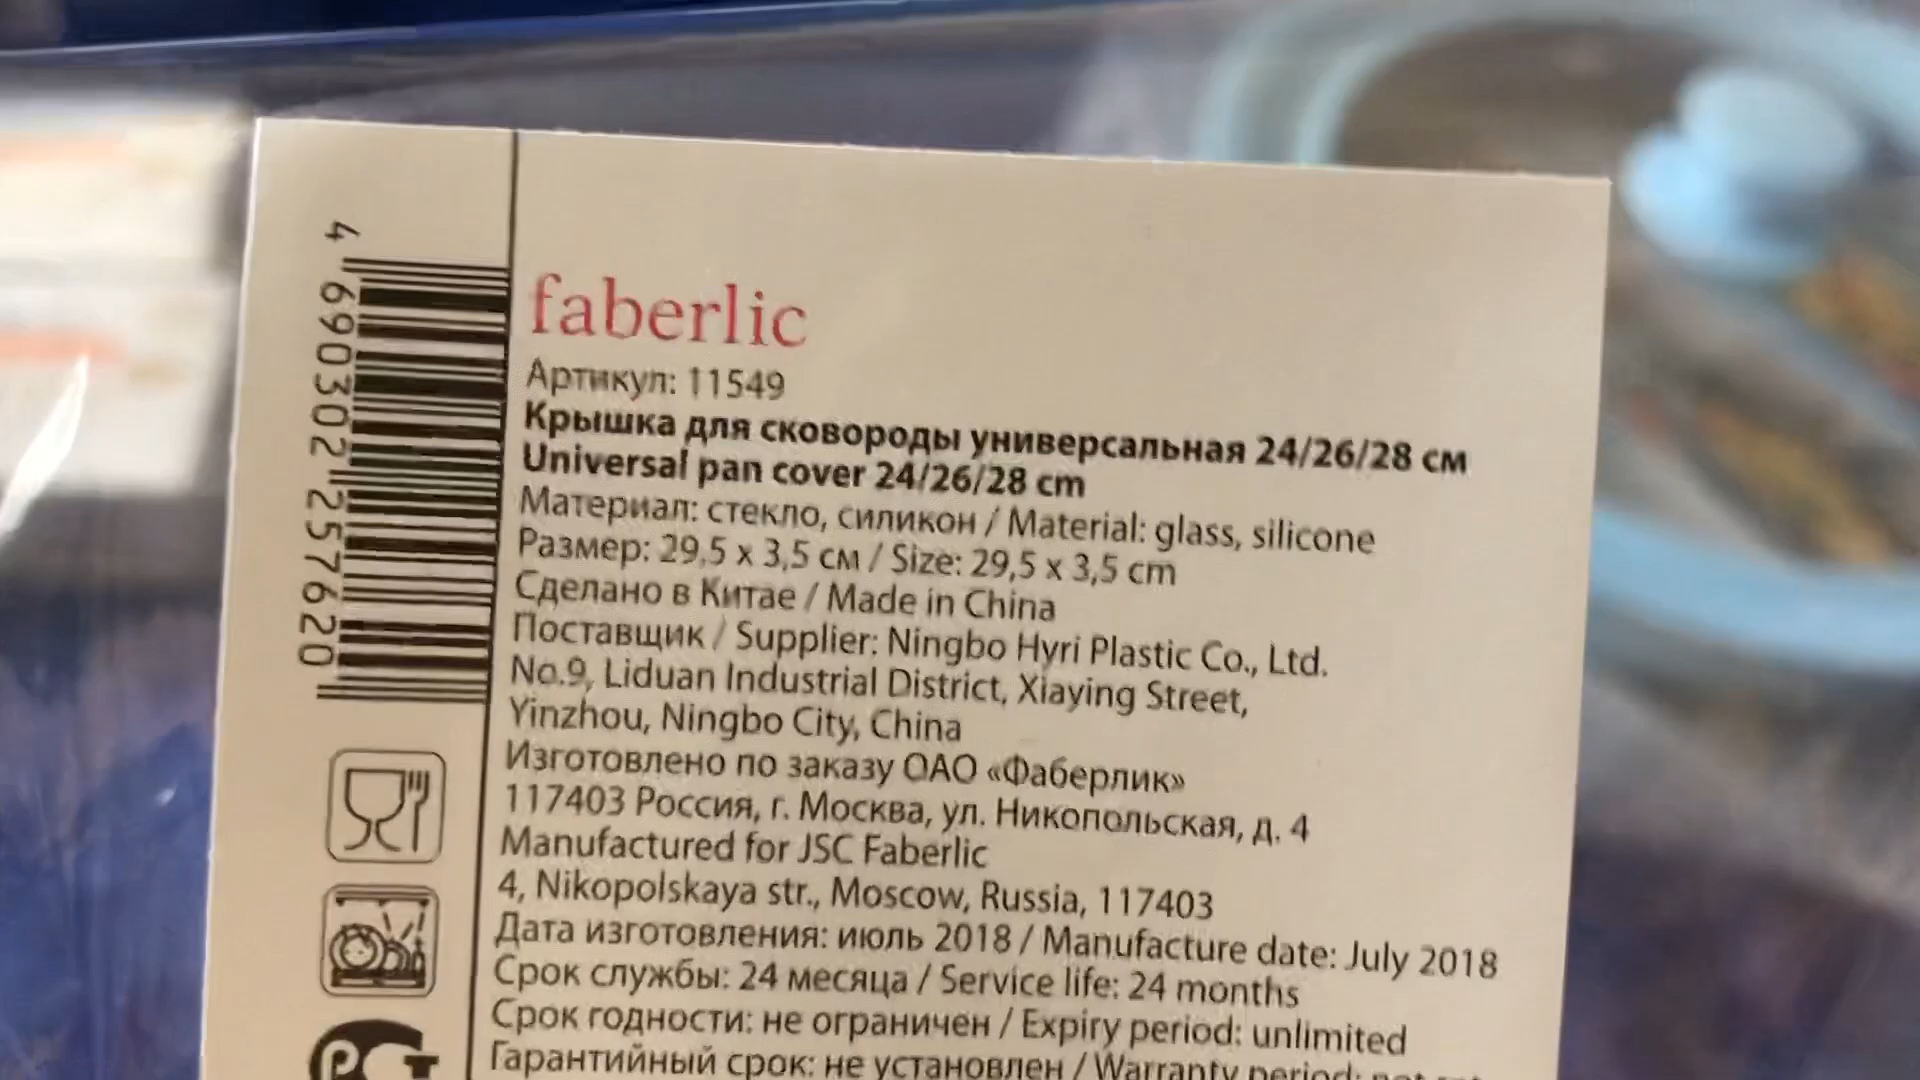 faberlic
Артикул: 11549
Крышка для сковороды универсальная 24/26/28 см
Universal pan cover 24/26/28 cm
Материал: стекло, силикон / Material: glass, silicone
Размер: 29,5 х 3,5 см / Size: 29,5 x 3,5 cm
Сделано в Китае / Made in China
Поставщик / Supplier: Ningbo Hyri Plastic Co., Ltd.
No.9, Liduan Industrial District, Xiaying Street,
Yinzhou, Ningbo City, China
Изготовлено по заказу ОАО «Фаберлик»
117403 Россия, г. Москва, ул. Никопольская, д. 4
Manufactured for JSC Faberlic
4, Nikopolskaya str., Moscow, Russia, 117403
Дата изготовления: июль 2018 / Manufacture date: July 2018
Срок службы: 24 месяца / Service life: 24 months
Срок годности: не ограничен / Expiry period: unlimited
Гарантийный срок: не установлен / Warranty period: not set
4 690302 257620